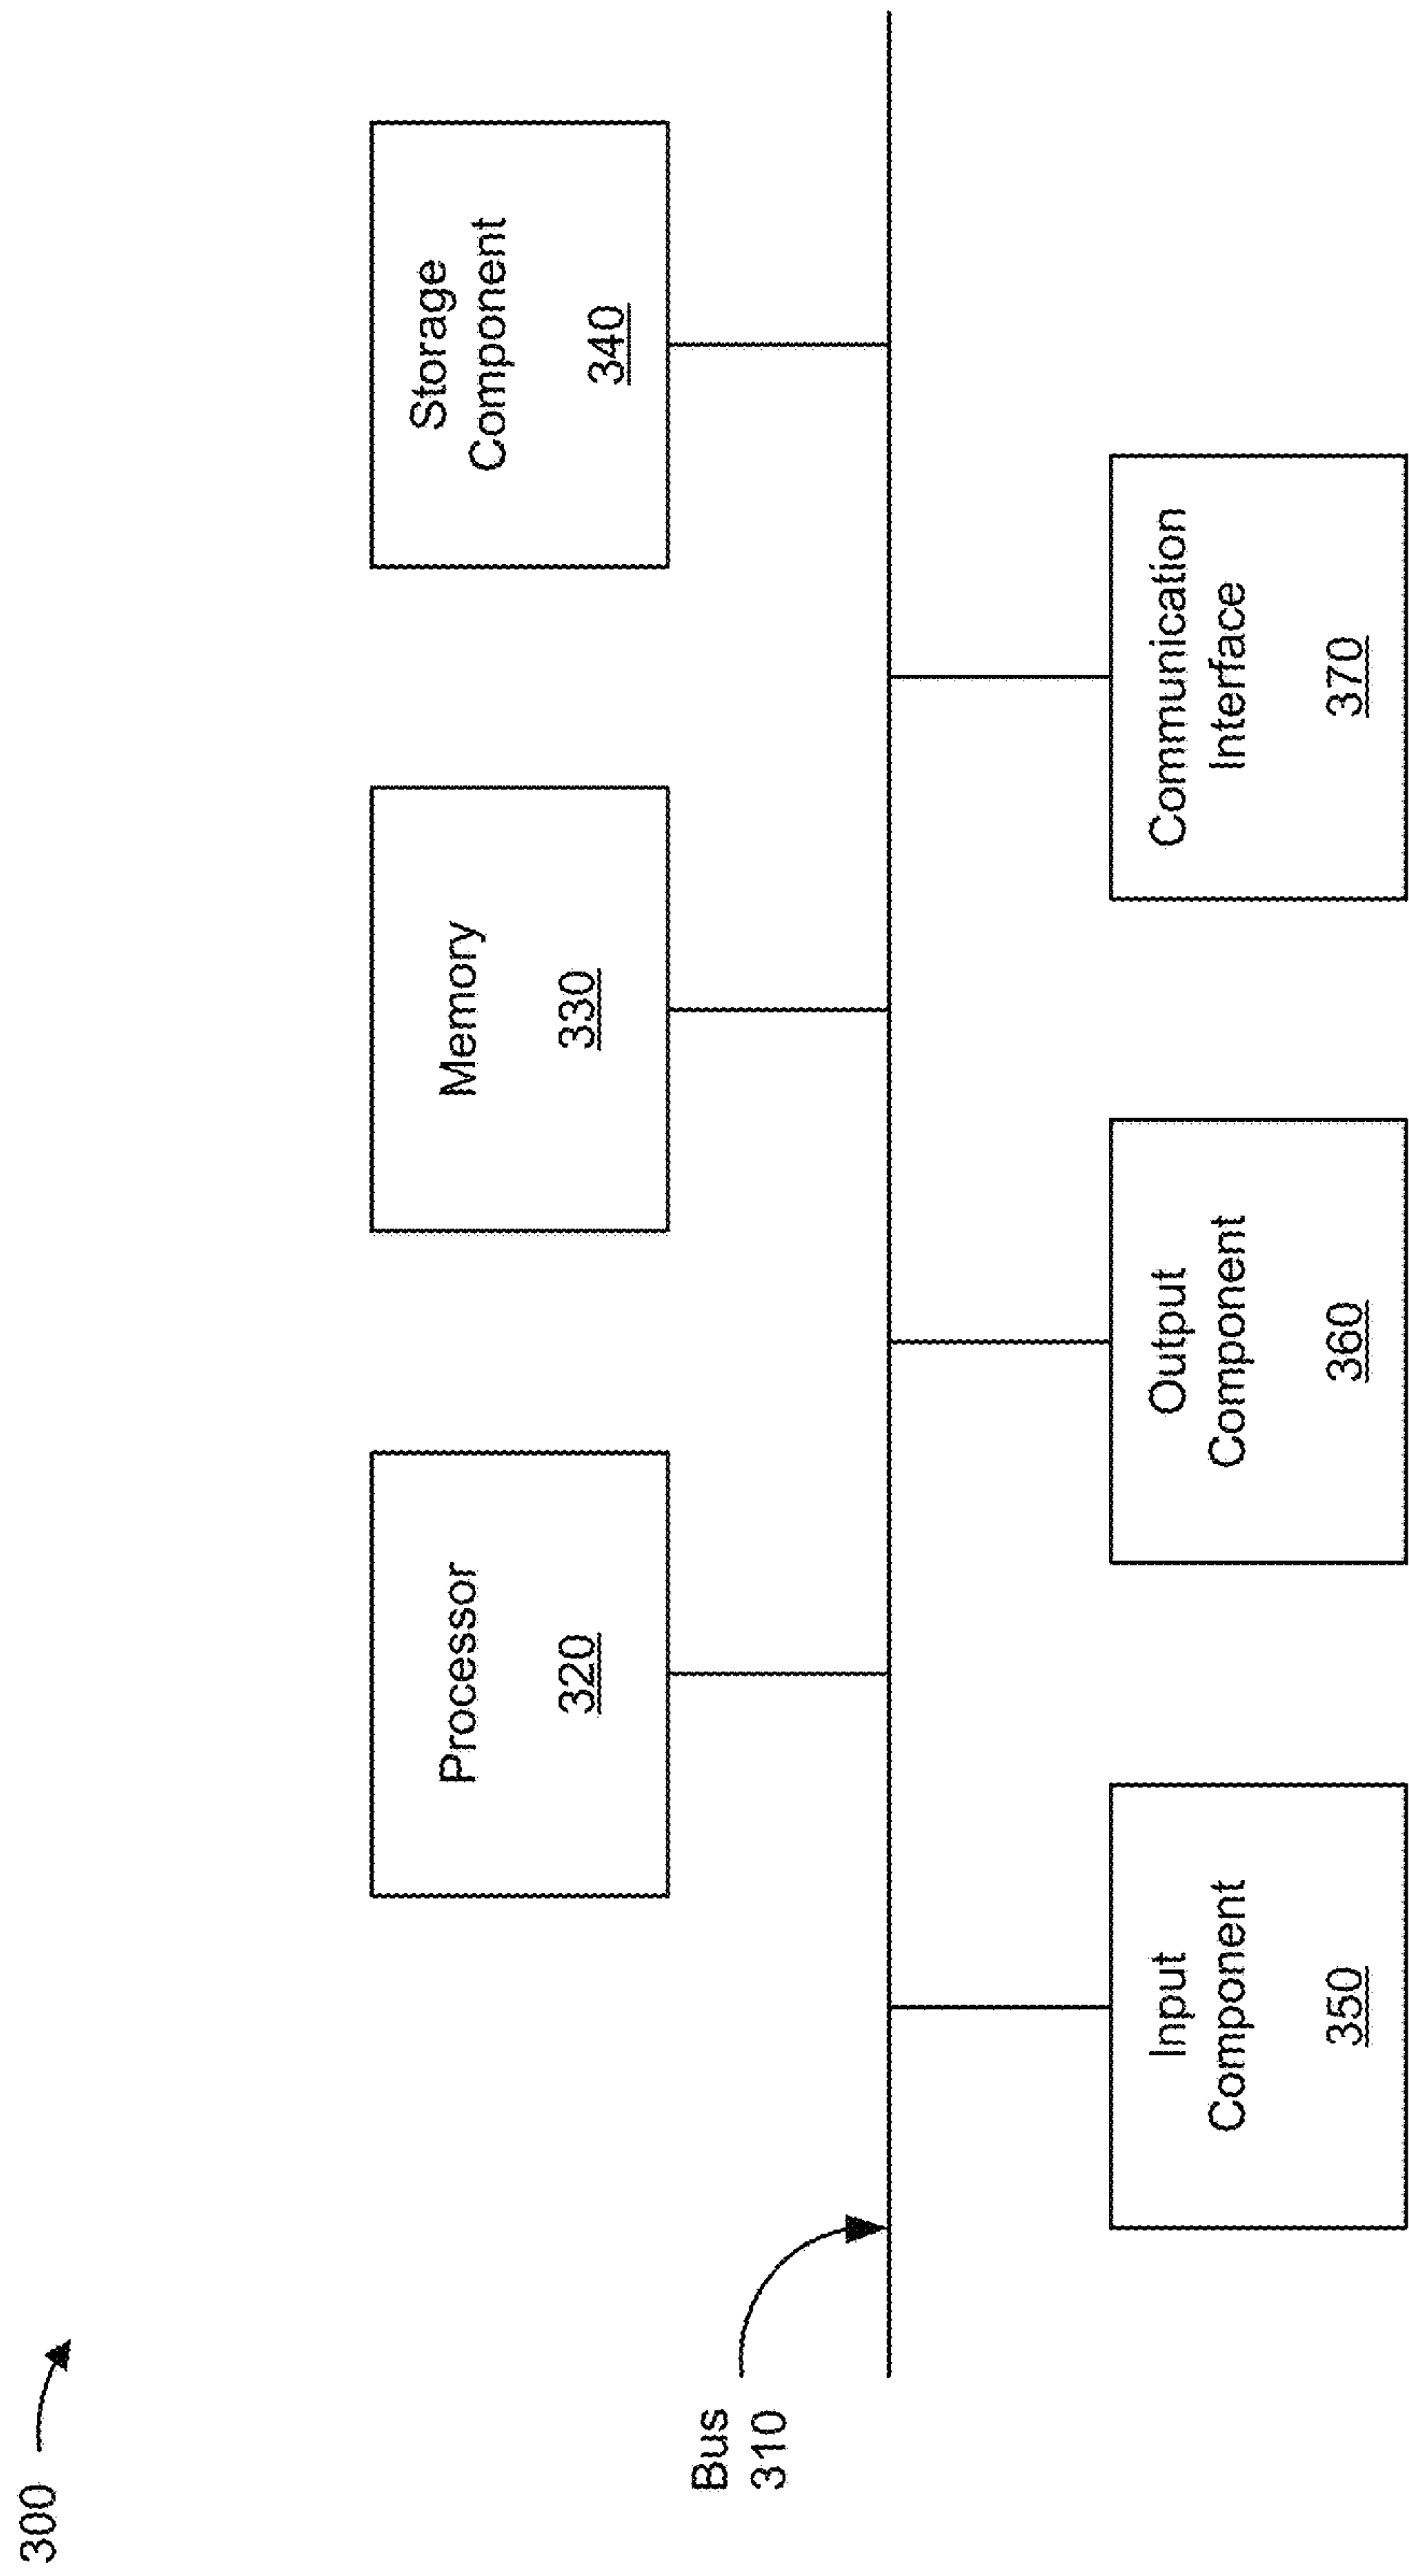 300
Processor
320
Memory
330
Storage
Component
340
Bus
310
Input
Component
350
Output
Component
360
Communication
Interface
370